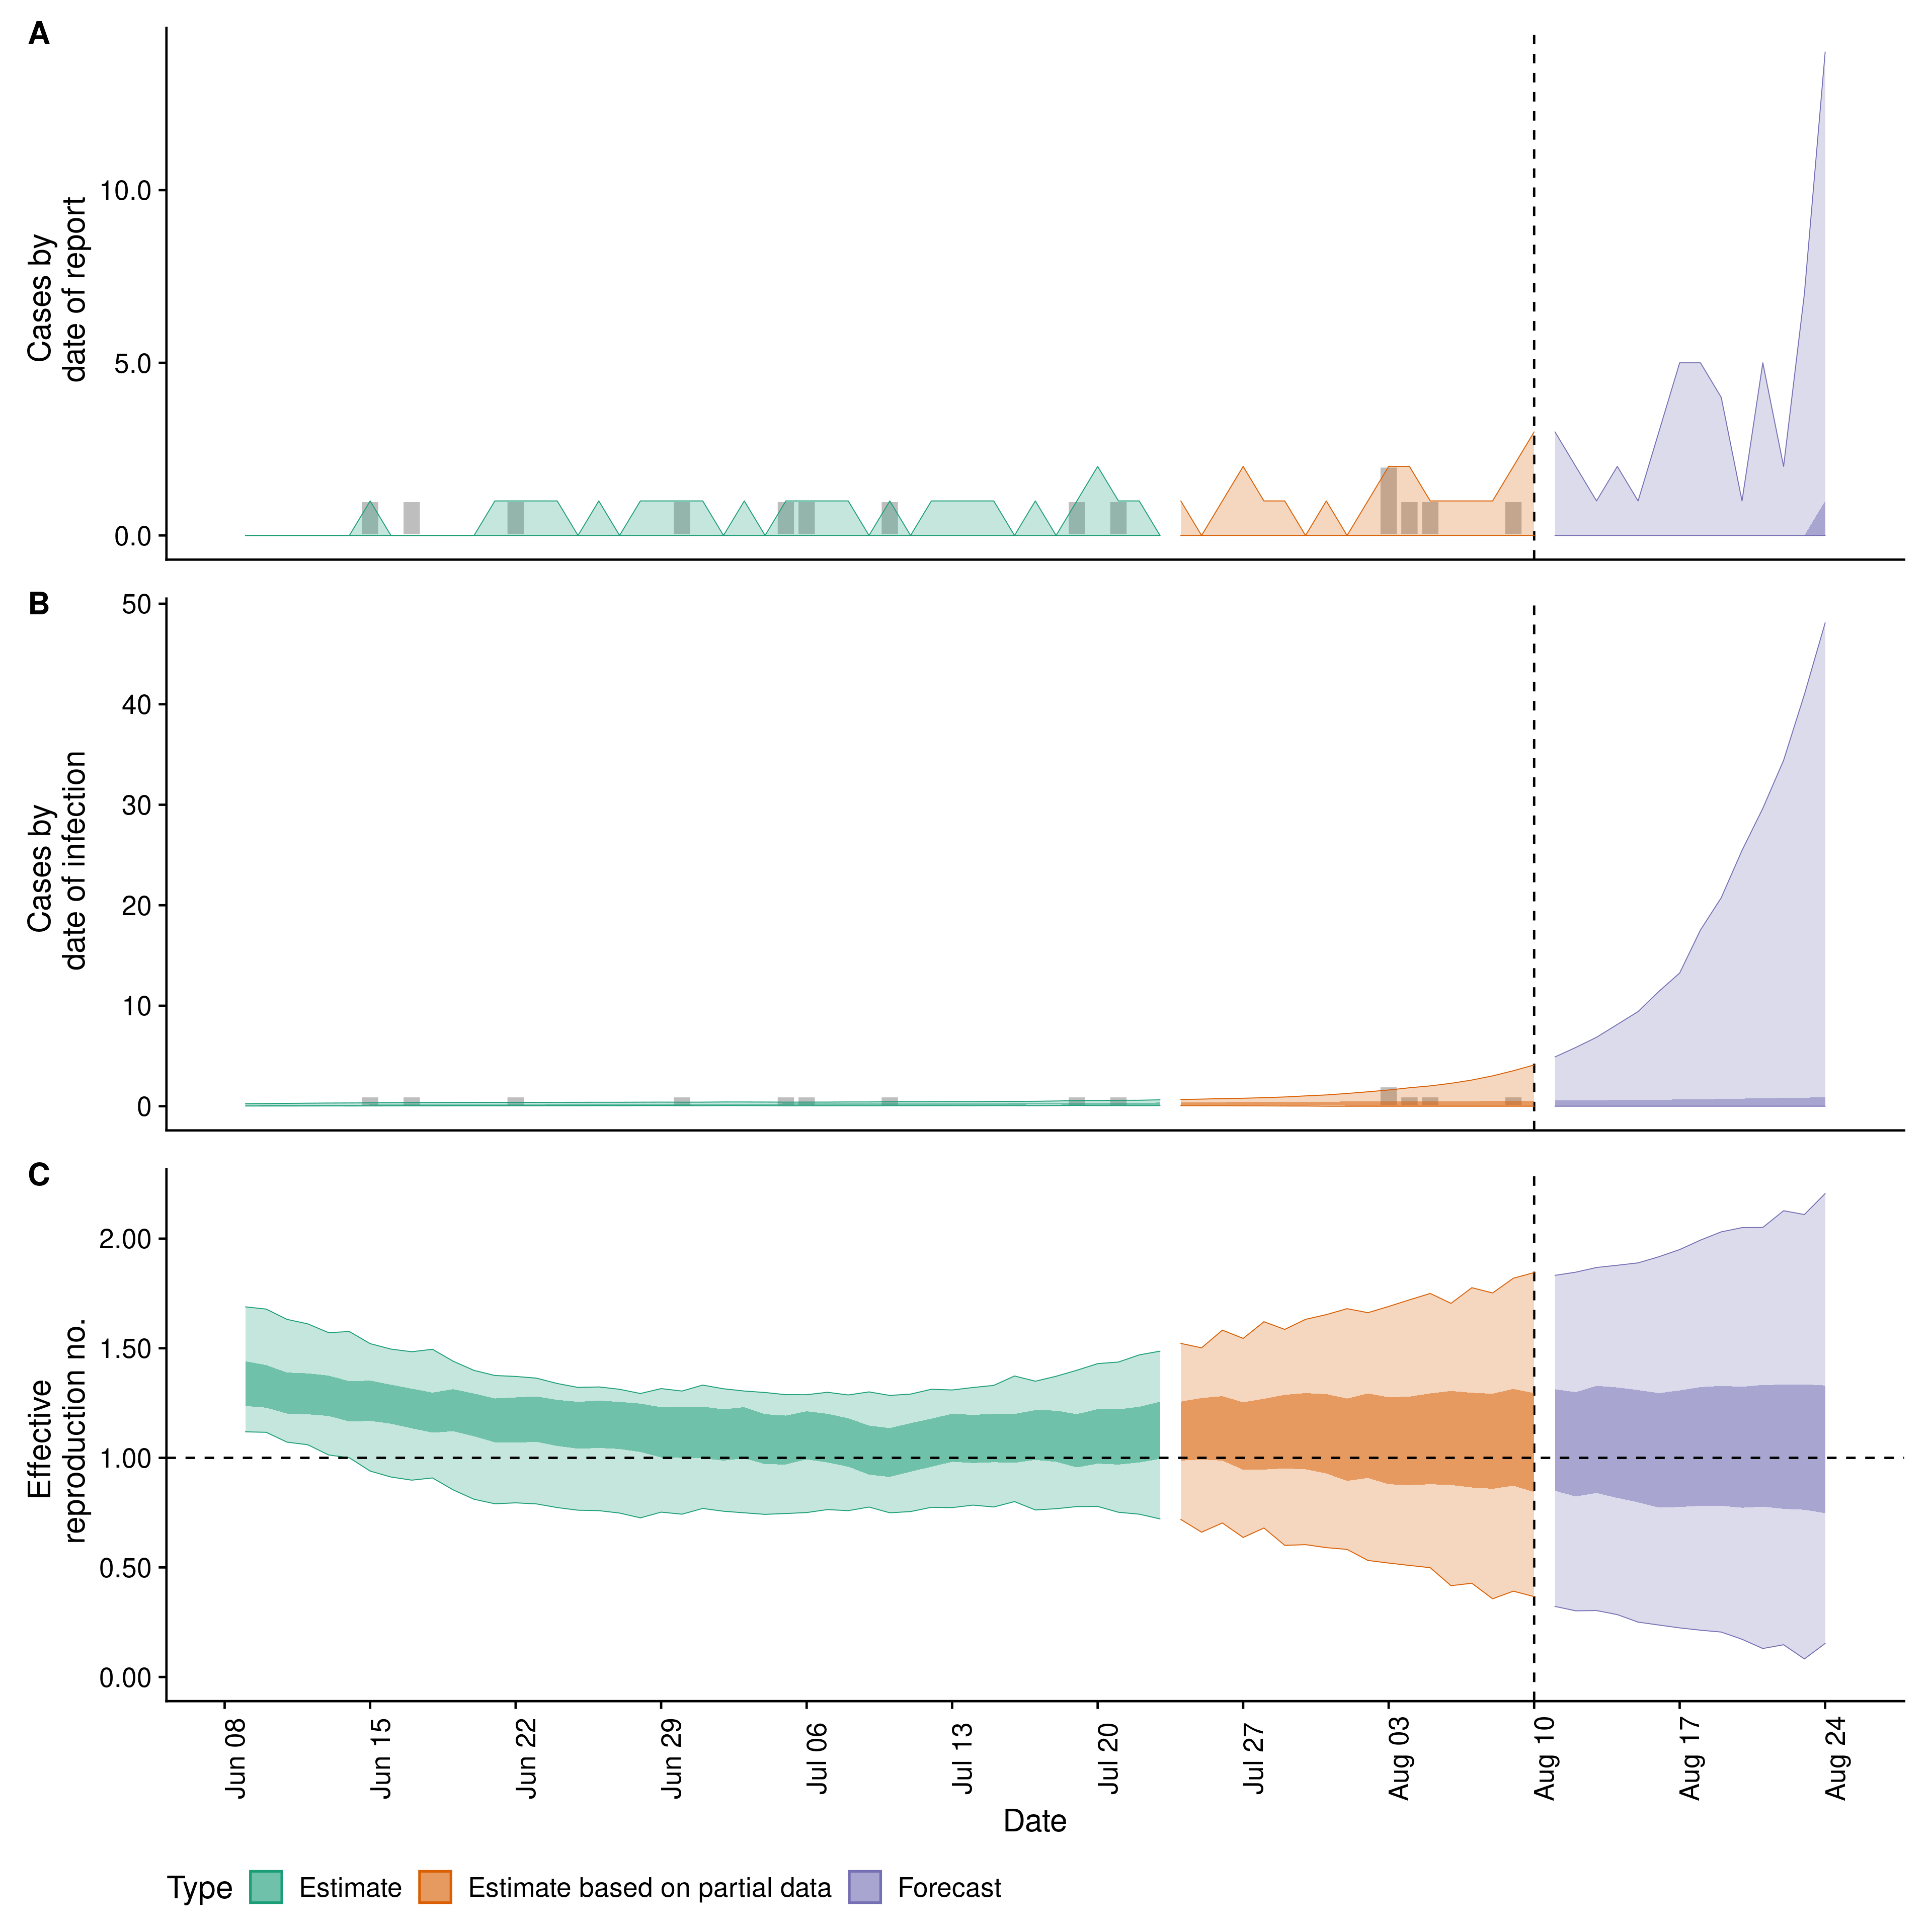 A
Cases by
date of report
10.0
5.0
0.0
B
Cases by
date of infection
50
40
30
20
10
0
C
Effective
reproduction no.
2.00
1.50
1.00
0.50
0.00
Jun 08
Jun 15
Jun 22
Jun 29
Jul 06
Jul 13
Jul 20
Jul 27
Aug 03
Aug 10
Aug 17
Aug 24
Date
Type Estimate Estimate based on partial data Forecast